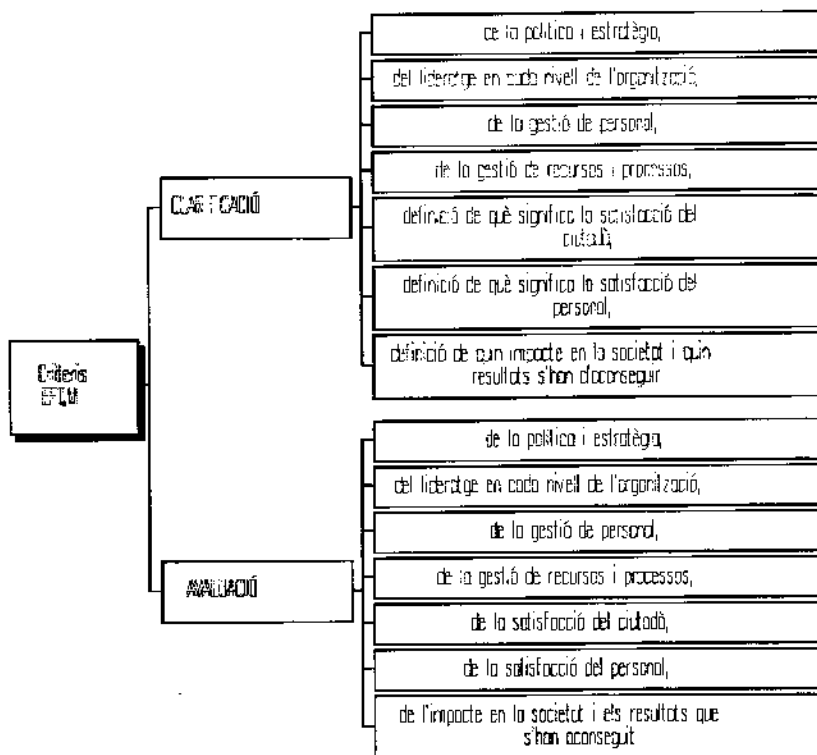 de la política i estratègia,
del lideratge en cada nivell de l'organització,
de la gestió de personal,
de la gestió de recursos i processos,
CLARIFICACIÓ
definició de què significa la satisfacció del
ciutadà,
definició de què significa la satisfacció del
personal,
definició de quin impacte en la societat i quin
resultats s'han d'aconseguir
Criteris
EFQM
de la política i estratègia,
del lideratge en cada nivell de l'organització,
de la gestió de personal,
AVALUACIÓ
de la gestió de recursos i processos,
de la satisfacció del ciutadà,
de la satisfacció del personal,
de l'impacte en la societat i els resultats que
s'han aconseguit